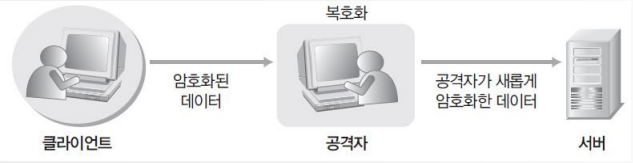 복호화
암호화된
데이터
공격자가 새롭게
암호화한 데이터
클라이언트
공격자
서버